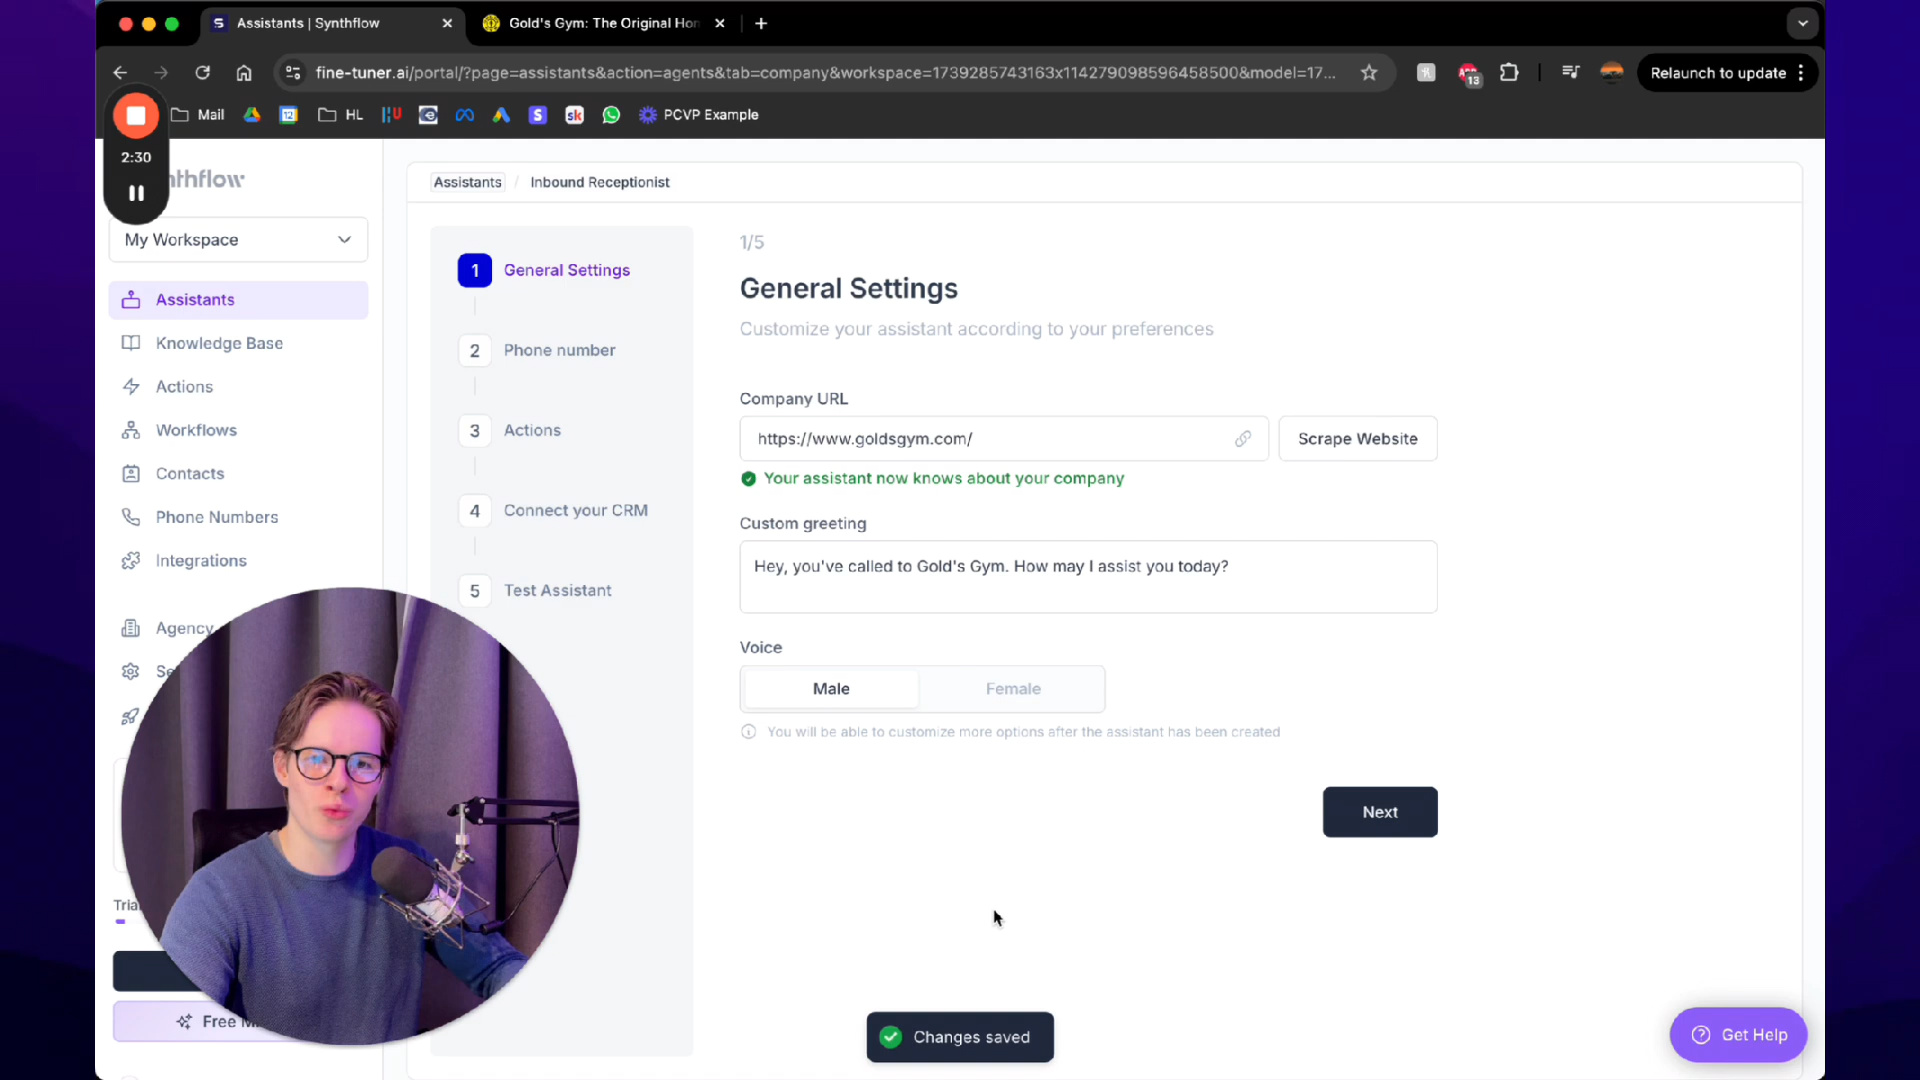 Assistants | Synthflow
Gold's Gym: The Original Hon
fine-tuner.ai/portal/?page=assistants&action=agents&tab=company&workspace=1739285743163x114279098596458500&model=17...
13
Relaunch to update
Mail
12
HL
PCVP Example
2:30
nthflow
My Workspace
Assistants
Knowledge Base
Actions
Workflows
Contacts
Phone Numbers
Integrations
Agency
Se
Tria
Free M
Assistants / Inbound Receptionist
1 General Settings
2 Phone number
3 Actions
4 Connect your CRM
5 Test Assistant
1/5
General Settings
Customize your assistant according to your preferences
Company URL
https://www.goldsgym.com/
Scrape Website
Your assistant now knows about your company
Custom greeting
Hey, you've called to Gold's Gym. How may I assist you today?
Voice
Male
Female
You will be able to customize more options after the assistant has been created
Next
Changes saved
Get Help